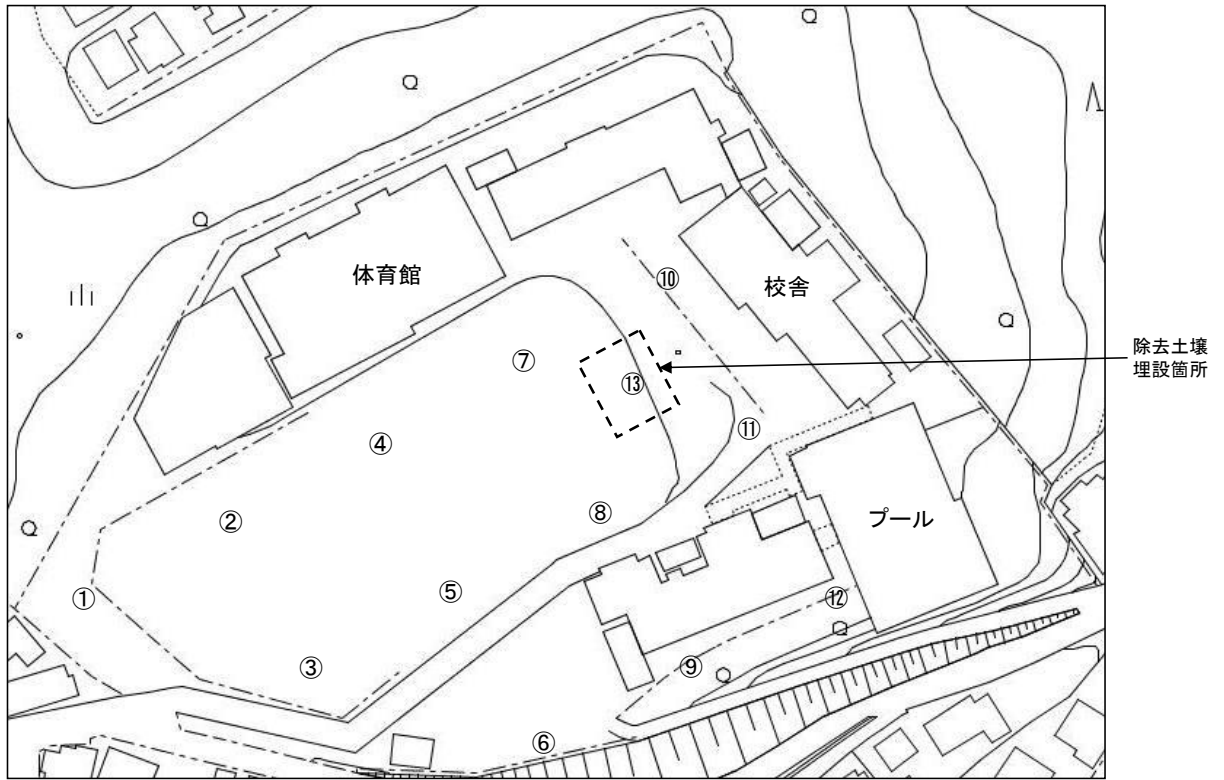 体育館
⑩
校舎
⑦
⑬
除去土壌
埋設箇所
④
⑪
②
⑧
プール
⑤
①
⑫
③
⑨
⑥